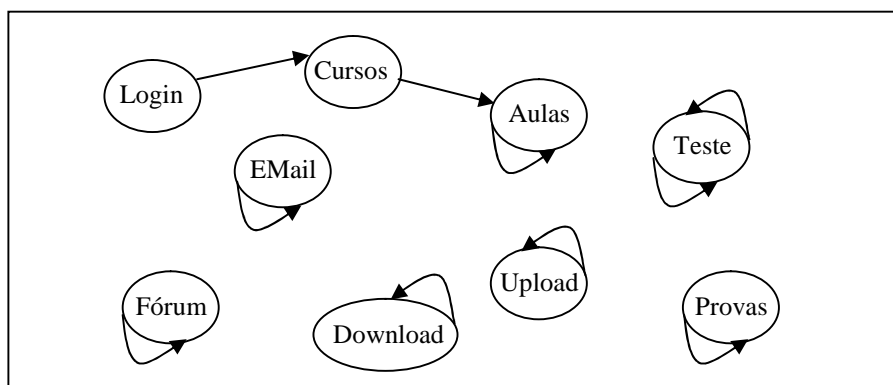 Login
Cursos
Aulas
Teste
EMail
Fórum
Download
Upload
Provas